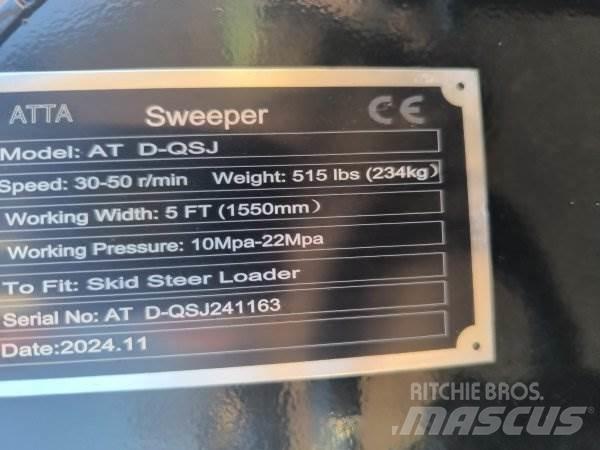 ATTA Sweeper CE
Model: AT D-QSJ
Speed: 30-50 r/min Weight: 515 lbs (234kg)
Working Width: 5 FT (1550mm)
Working Pressure: 10Mpa-22Mpa
To Fit: Skid Steer Loader
Serial No: AT D-QSJ241163
Date:2024.11
RITCHIE BROS.
MASCUS